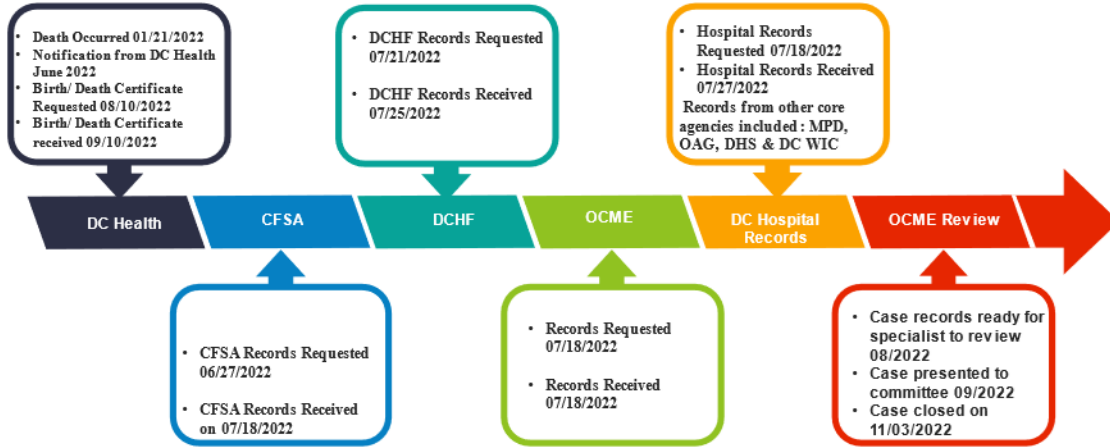 • Death Occurred 01/21/2022
• Notification from DC Health
June 2022
• Birth/ Death Certificate
Requested 08/10/2022
• Birth/ Death Certificate
received 09/10/2022
• DCHF Records Requested
07/21/2022
• DCHF Records Received
07/25/2022
• Hospital Records
Requested 07/18/2022
• Hospital Records Received
07/27/2022
Records from other core
agencies included : MPD,
OAG, DHS & DC WIC
DC Health
CFSA
DCHF
OCME
DC Hospital
Records
OCME Review
• CFSA Records Requested
06/27/2022
• CFSA Records Received
on 07/18/2022
• Records Requested
07/18/2022
• Records Received
07/18/2022
• Case records ready for
specialist to review
08/2022
• Case presented to
committee 09/2022
• Case closed on
11/03/2022